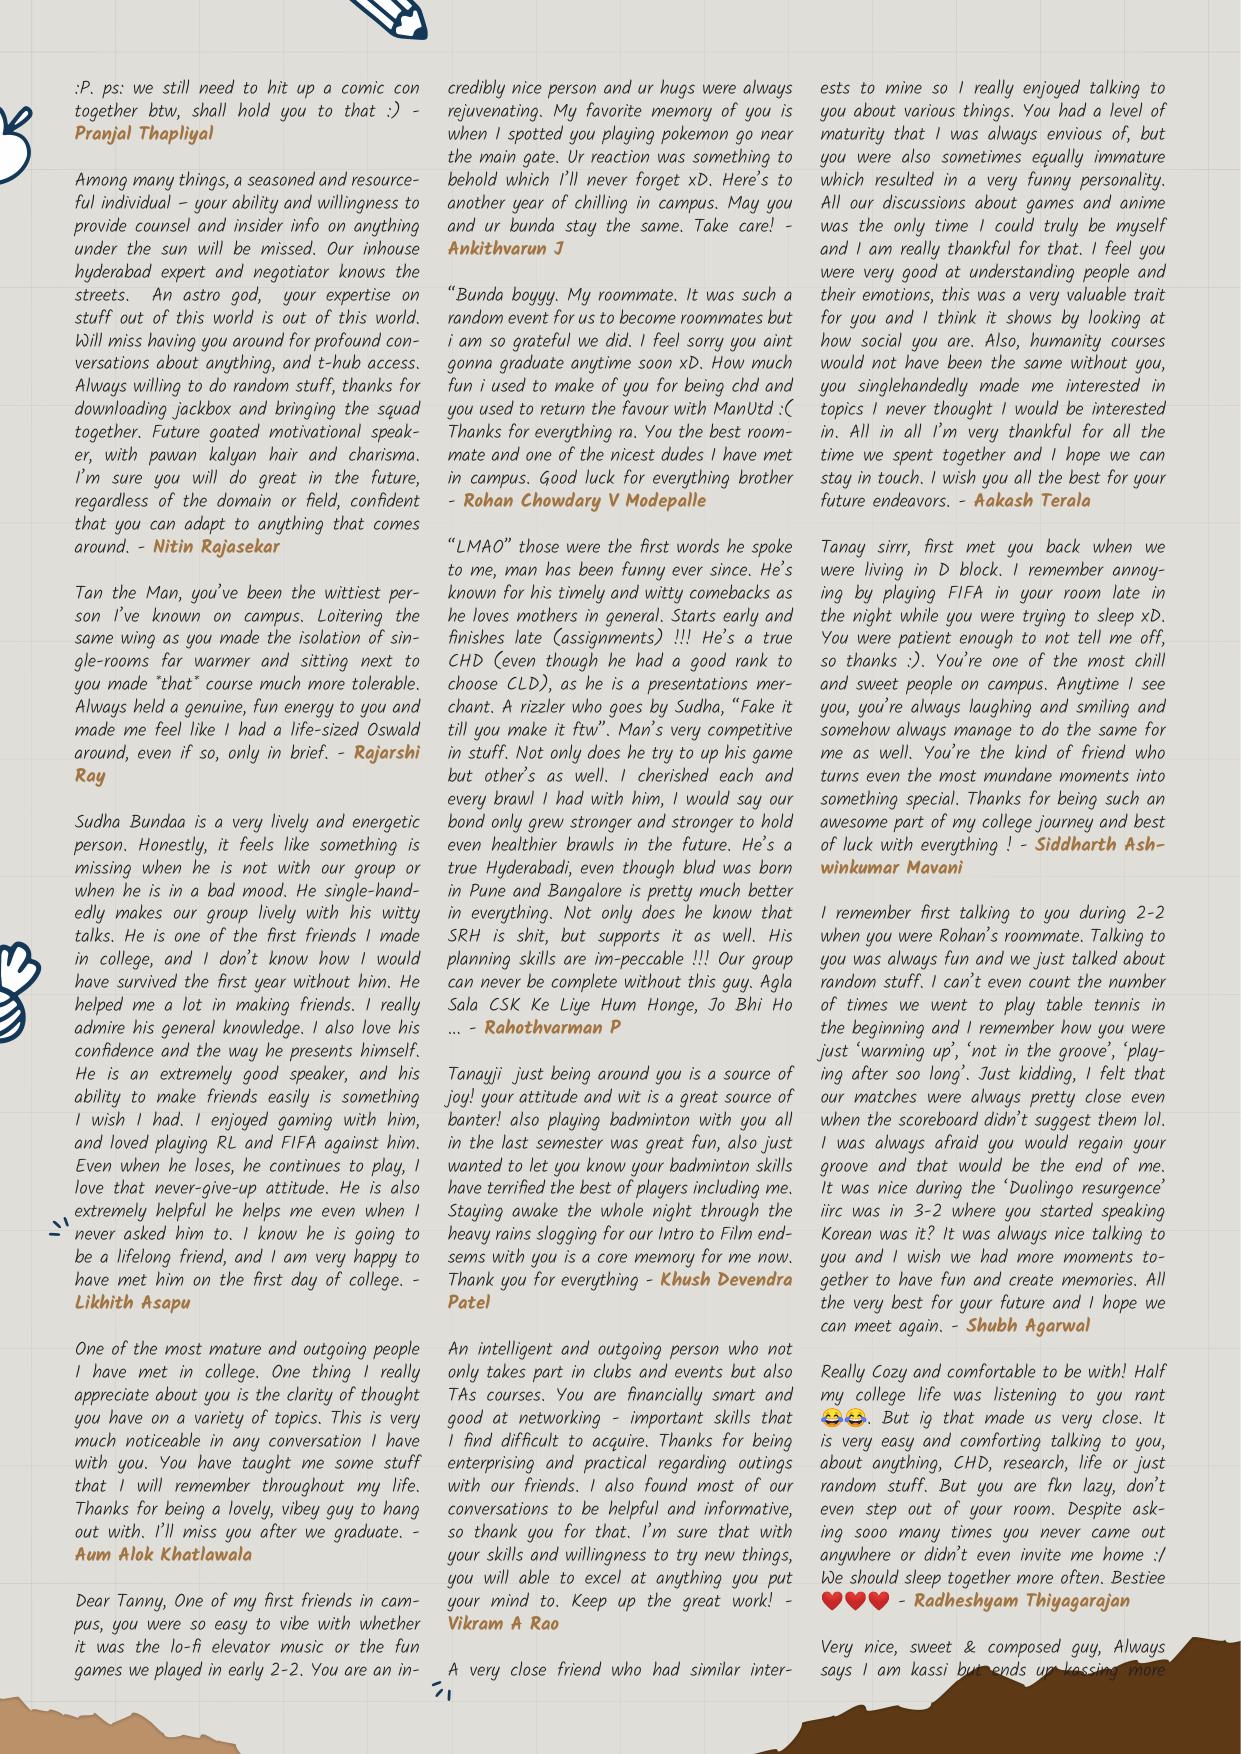 :P. ps: we still need to hit up a comic con
together btw, shall hold you to that :) -
Pranjal Thapliyal
Among many things, a seasoned and resource-
ful individual – your ability and willingness to
provide counsel and insider info on anything
under the sun will be missed. Our inhouse
hyderabad expert and negotiator knows the
streets. An astro god, your expertise on
stuff out of this world is out of this world.
Will miss having you around for profound con-
versations about anything, and t-hub access.
Always willing to do random stuff, thanks for
downloading jackbox and bringing the squad
together. Future goated motivational speak-
er, with pawan kalyan hair and charisma.
I'm sure you will do great in the future,
regardless of the domain or field, confident
that you can adapt to anything that comes
around. - Nitin Rajasekar
Tan the Man, you've been the wittiest per-
son I've known on campus. Loitering the
same wing as you made the isolation of sin-
gle-rooms far warmer and sitting next to
you made *that* course much more tolerable.
Always held a genuine, fun energy to you and
made me feel like I had a life-sized Oswald
around, even if so, only in brief. - Rajarshi
Ray
Sudha Bundaa is a very lively and energetic
person. Honestly, it feels like something is
missing when he is not with our group or
when he is in a bad mood. He single-hand-
edly makes our group lively with his witty
talks. He is one of the first friends I made
in college, and I don't know how I would
have survived the first year without him. He
helped me a lot in making friends. I really
admire his general knowledge. I also love his
confidence and the way he presents himself.
He is an extremely good speaker, and his
ability to make friends easily is something
I wish I had. I enjoyed gaming with him,
and loved playing RL and FIFA against him.
Even when he loses, he continues to play, I
love that never-give-up attitude. He is also
extremely helpful he helps me even when I
never asked him to. I know he is going to
be a lifelong friend, and I am very happy to
have met him on the first day of college. -
Likhith Asapu
One of the most mature and outgoing people
I have met in college. One thing I really
appreciate about you is the clarity of thought
you have on a variety of topics. This is very
much noticeable in any conversation I have
with you. You have taught me some stuff
that I will remember throughout my life.
Thanks for being a lovely, vibey guy to hang
out with. I'll miss you after we graduate. -
Aum Alok Khatlawala
Dear Tanny, One of my first friends in cam-
pus, you were so easy to vibe with whether
it was the lo-fi elevator music or the fun
games we played in early 2-2. You are an in-
credibly nice person and ur hugs were always
rejuvenating. My favorite memory of you is
when I spotted you playing pokemon go near
the main gate. Ur reaction was something to
behold which I'll never forget xD. Here's to
another year of chilling in campus. May you
and ur bunda stay the same. Take care! -
Ankithvarun J
“Bunda boyyy. My roommate. It was such a
random event for us to become roommates but
i am so grateful we did. I feel sorry you aint
gonna graduate anytime soon xD. How much
fun i used to make of you for being chd and
you used to return the favour with ManUtd :(
Thanks for everything ra. You the best room-
mate and one of the nicest dudes I have met
in campus. Good luck for everything brother
- Rohan Chowdary V Modepalle
“LMAO” those were the first words he spoke
to me, man has been funny ever since. He's
known for his timely and witty comebacks as
he loves mothers in general. Starts early and
finishes late (assignments) !!! He's a true
CHD (even though he had a good rank to
choose CLD), as he is a presentations mer-
chant. A rizzler who goes by Sudha, “Fake it
till you make it ftw”. Man's very competitive
in stuff. Not only does he try to up his game
but other's as well. I cherished each and
every brawl I had with him, I would say our
bond only grew stronger and stronger to hold
even healthier brawls in the future. He's a
true Hyderabadi, even though blud was born
in Pune and Bangalore is pretty much better
in everything. Not only does he know that
SRH is shit, but supports it as well. His
planning skills are im-peccable !!! Our group
can never be complete without this guy. Agla
Sala CSK Ke Liye Hum Honge, Jo Bhi Ho
... - Rahothvarman P
Tanayji just being around you is a source of
joy! your attitude and wit is a great source of
banter! also playing badminton with you all
in the last semester was great fun, also just
wanted to let you know your badminton skills
have terrified the best of players including me.
Staying awake the whole night through the
heavy rains slogging for our Intro to Film end-
sems with you is a core memory for me now.
Thank you for everything - Khush Devendra
Patel
An intelligent and outgoing person who not
only takes part in clubs and events but also
TAs courses. You are financially smart and
good at networking - important skills that
I find difficult to acquire. Thanks for being
enterprising and practical regarding outings
with our friends. I also found most of our
conversations to be helpful and informative,
so thank you for that. I'm sure that with
your skills and willingness to try new things,
you will able to excel at anything you put
your mind to. Keep up the great work! -
Vikram A Rao
A very close friend who had similar inter-
ests to mine so I really enjoyed talking to
you about various things. You had a level of
maturity that I was always envious of, but
you were also sometimes equally immature
which resulted in a very funny personality.
All our discussions about games and anime
was the only time I could truly be myself
and I am really thankful for that. I feel you
were very good at understanding people and
their emotions, this was a very valuable trait
for you and I think it shows by looking at
how social you are. Also, humanity courses
would not have been the same without you,
you singlehandedly made me interested in
topics I never thought I would be interested
in. All in all I'm very thankful for all the
time we spent together and I hope we can
stay in touch. I wish you all the best for your
future endeavors. - Aakash Terala
Tanay sirrr, first met you back when we
were living in D block. I remember annoy-
ing by playing FIFA in your room late in
the night while you were trying to sleep xD.
You were patient enough to not tell me off,
so thanks :). You're one of the most chill
and sweet people on campus. Anytime I see
you, you're always laughing and smiling and
somehow always manage to do the same for
me as well. You're the kind of friend who
turns even the most mundane moments into
something special. Thanks for being such an
awesome part of my college journey and best
of luck with everything ! - Siddharth Ash-
winkumar Mavani
I remember first talking to you during 2-2
when you were Rohan's roommate. Talking to
you was always fun and we just talked about
random stuff. I can't even count the number
of times we went to play table tennis in
the beginning and I remember how you were
just ‘warming up’, ‘not in the groove’, ‘play-
ing after soo long’. Just kidding, I felt that
our matches were always pretty close even
when the scoreboard didn't suggest them lol.
I was always afraid you would regain your
groove and that would be the end of me.
It was nice during the ‘Duolingo resurgence’
iirc was in 3-2 where you started speaking
Korean was it? It was always nice talking to
you and I wish we had more moments to-
gether to have fun and create memories. All
the very best for your future and I hope we
can meet again. - Shubh Agarwal
Really Cozy and comfortable to be with! Half
my college life was listening to you rant
😂😂. But ig that made us very close. It
is very easy and comforting talking to you,
about anything, CHD, research, life or just
random stuff. But you are fkn lazy, don't
even step out of your room. Despite ask-
ing sooo many times you never came out
anywhere or didn't even invite me home :/
We should sleep together more often. Bestiee
❤️❤️❤️ - Radheshyam Thiyagarajan
Very nice, sweet & composed guy, Always
says I am kassi but ends up kassing more